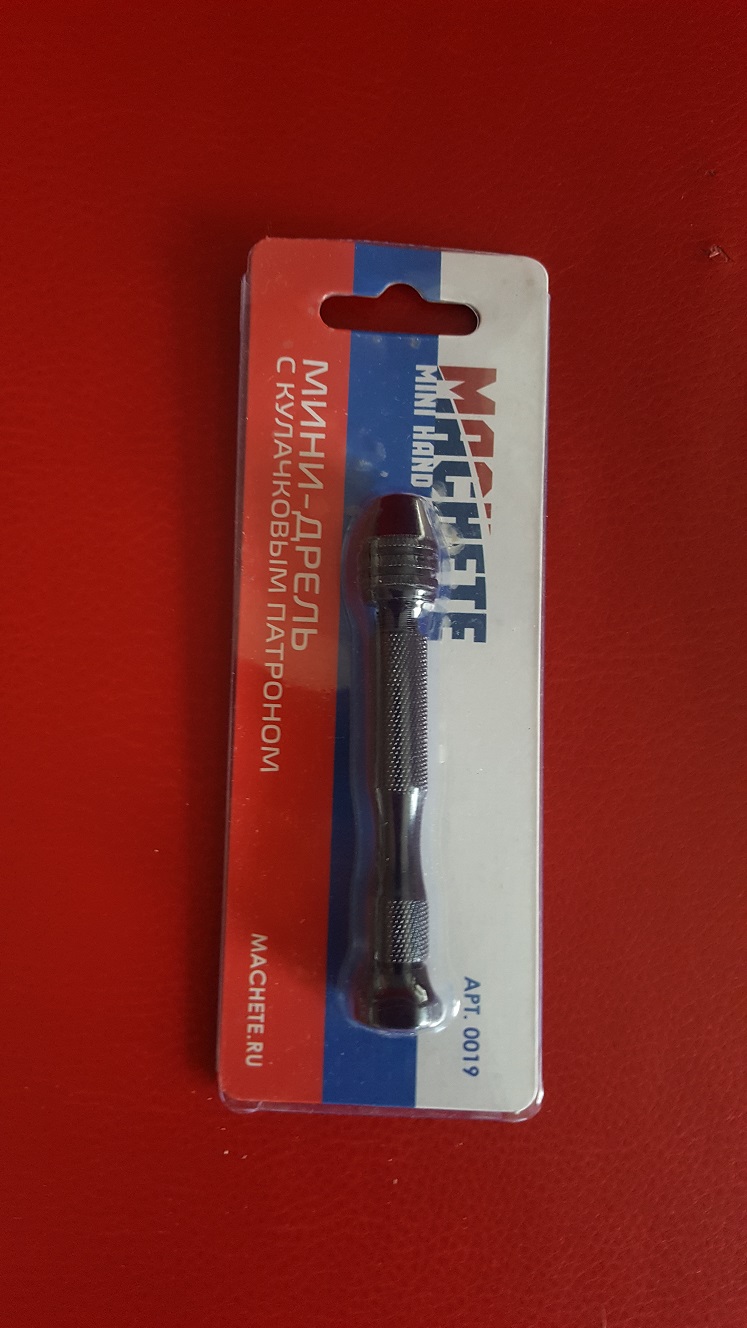 MACHETE
MINI HAND
АРТ. 0019
МИНИ-ДРЕЛЬ
С КУЛАЧКОВЫМ ПАТРОНОМ
MACHETE.RU